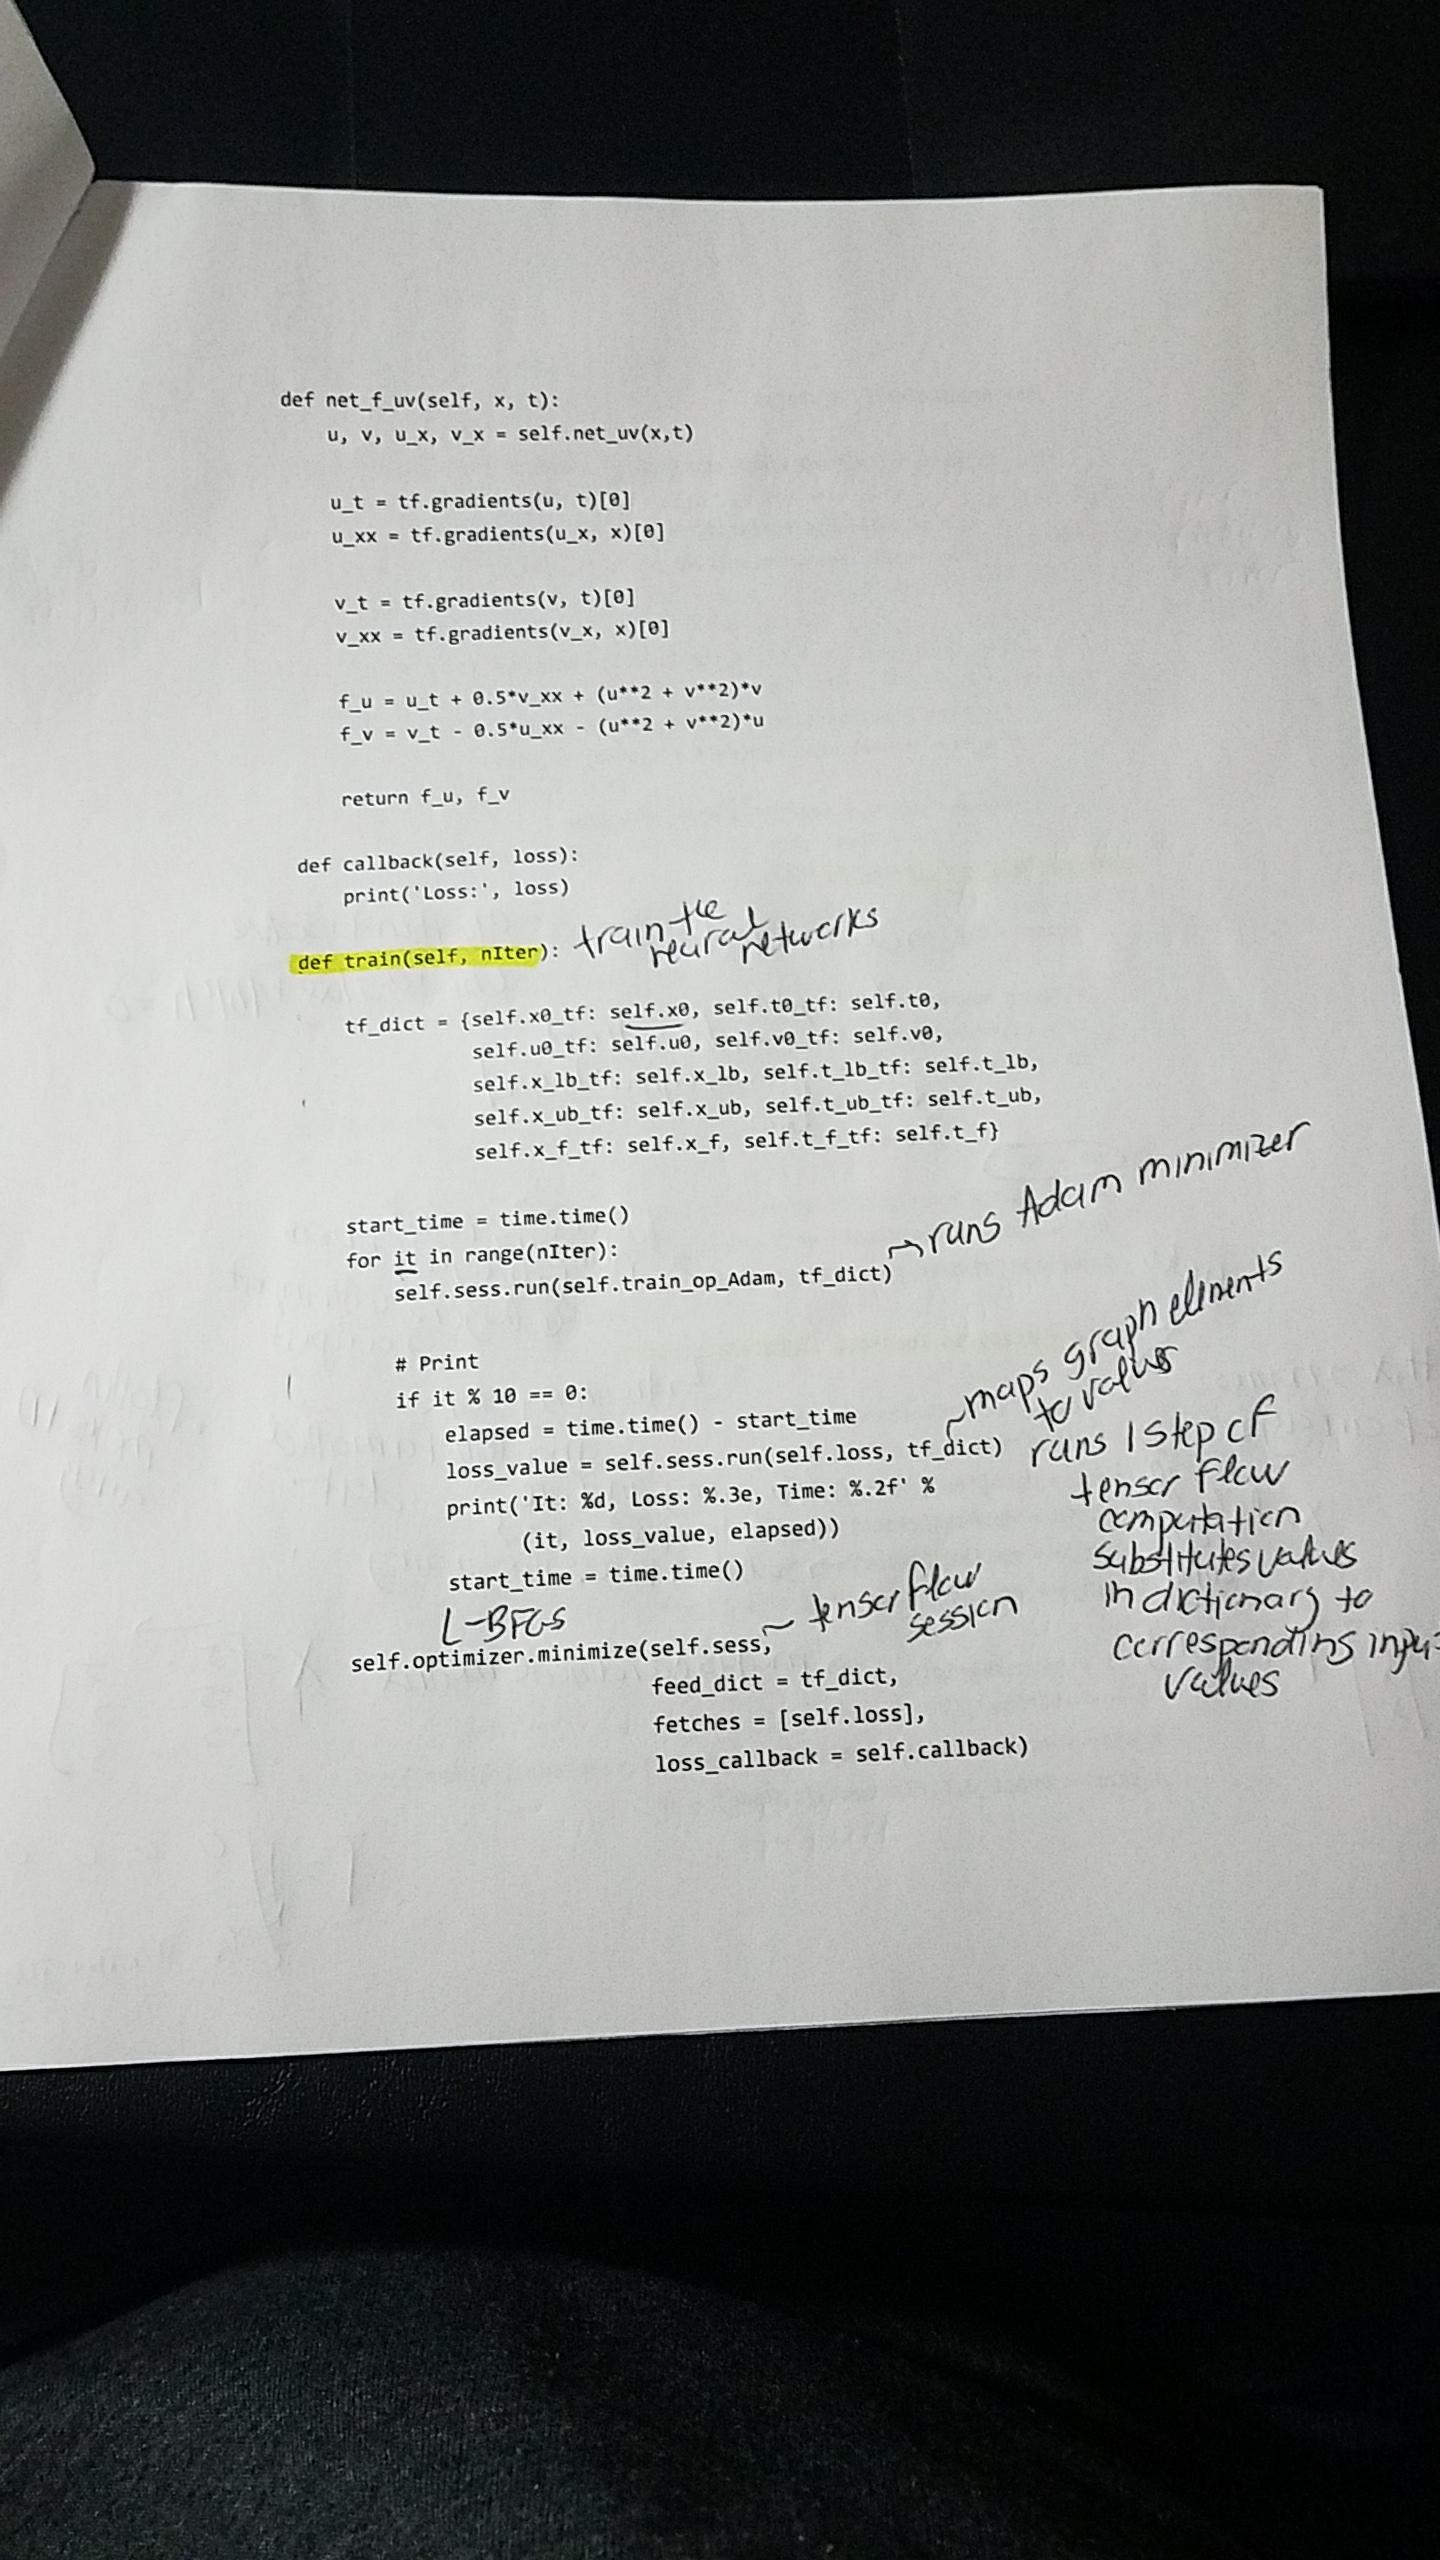 def net_f_uv(self, x, t):
u, v, u_x, v_x = self.net_uv(x,t)
u_t = tf.gradients(u, t)[0]
u_xx = tf.gradients(u_x, x)[0]
v_t = tf.gradients(v, t)[0]
v_xx = tf.gradients(v_x, x)[0]
f_u = u_t + 0.5*v_xx + (u**2 + v**2)*v
f_v = v_t - 0.5*u_xx - (u**2 + v**2)*u
return f_u, f_v
def callback(self, loss):
print('Loss:', loss)
def train(self, nIter):
train the
neural networks
tf_dict = {self.x0_tf: self.x0, self.t0_tf: self.t0,
self.u0_tf: self.u0, self.v0_tf: self.v0,
self.x_lb_tf: self.x_lb, self.t_lb_tf: self.t_lb,
self.x_ub_tf: self.x_ub, self.t_ub_tf: self.t_ub,
self.x_f_tf: self.x_f, self.t_f_tf: self.t_f}
start_time = time.time()
for it in range(nIter):
self.sess.run(self.train_op_Adam, tf_dict)
runs Adam minimizer
# Print
if it % 10 == 0:
elapsed = time.time() - start_time
loss_value = self.sess.run(self.loss, tf_dict)
maps graph elements
to values
runs 1 step of
tensor flow
computation
substitutes values
in dictionary to
corresponding input
values
print('It: %d, Loss: %.3e, Time: %.2f' %
(it, loss_value, elapsed))
start_time = time.time()
L-BFGS
self.optimizer.minimize(self.sess,
tensor flow
session
feed_dict = tf_dict,
fetches = [self.loss],
loss_callback = self.callback)